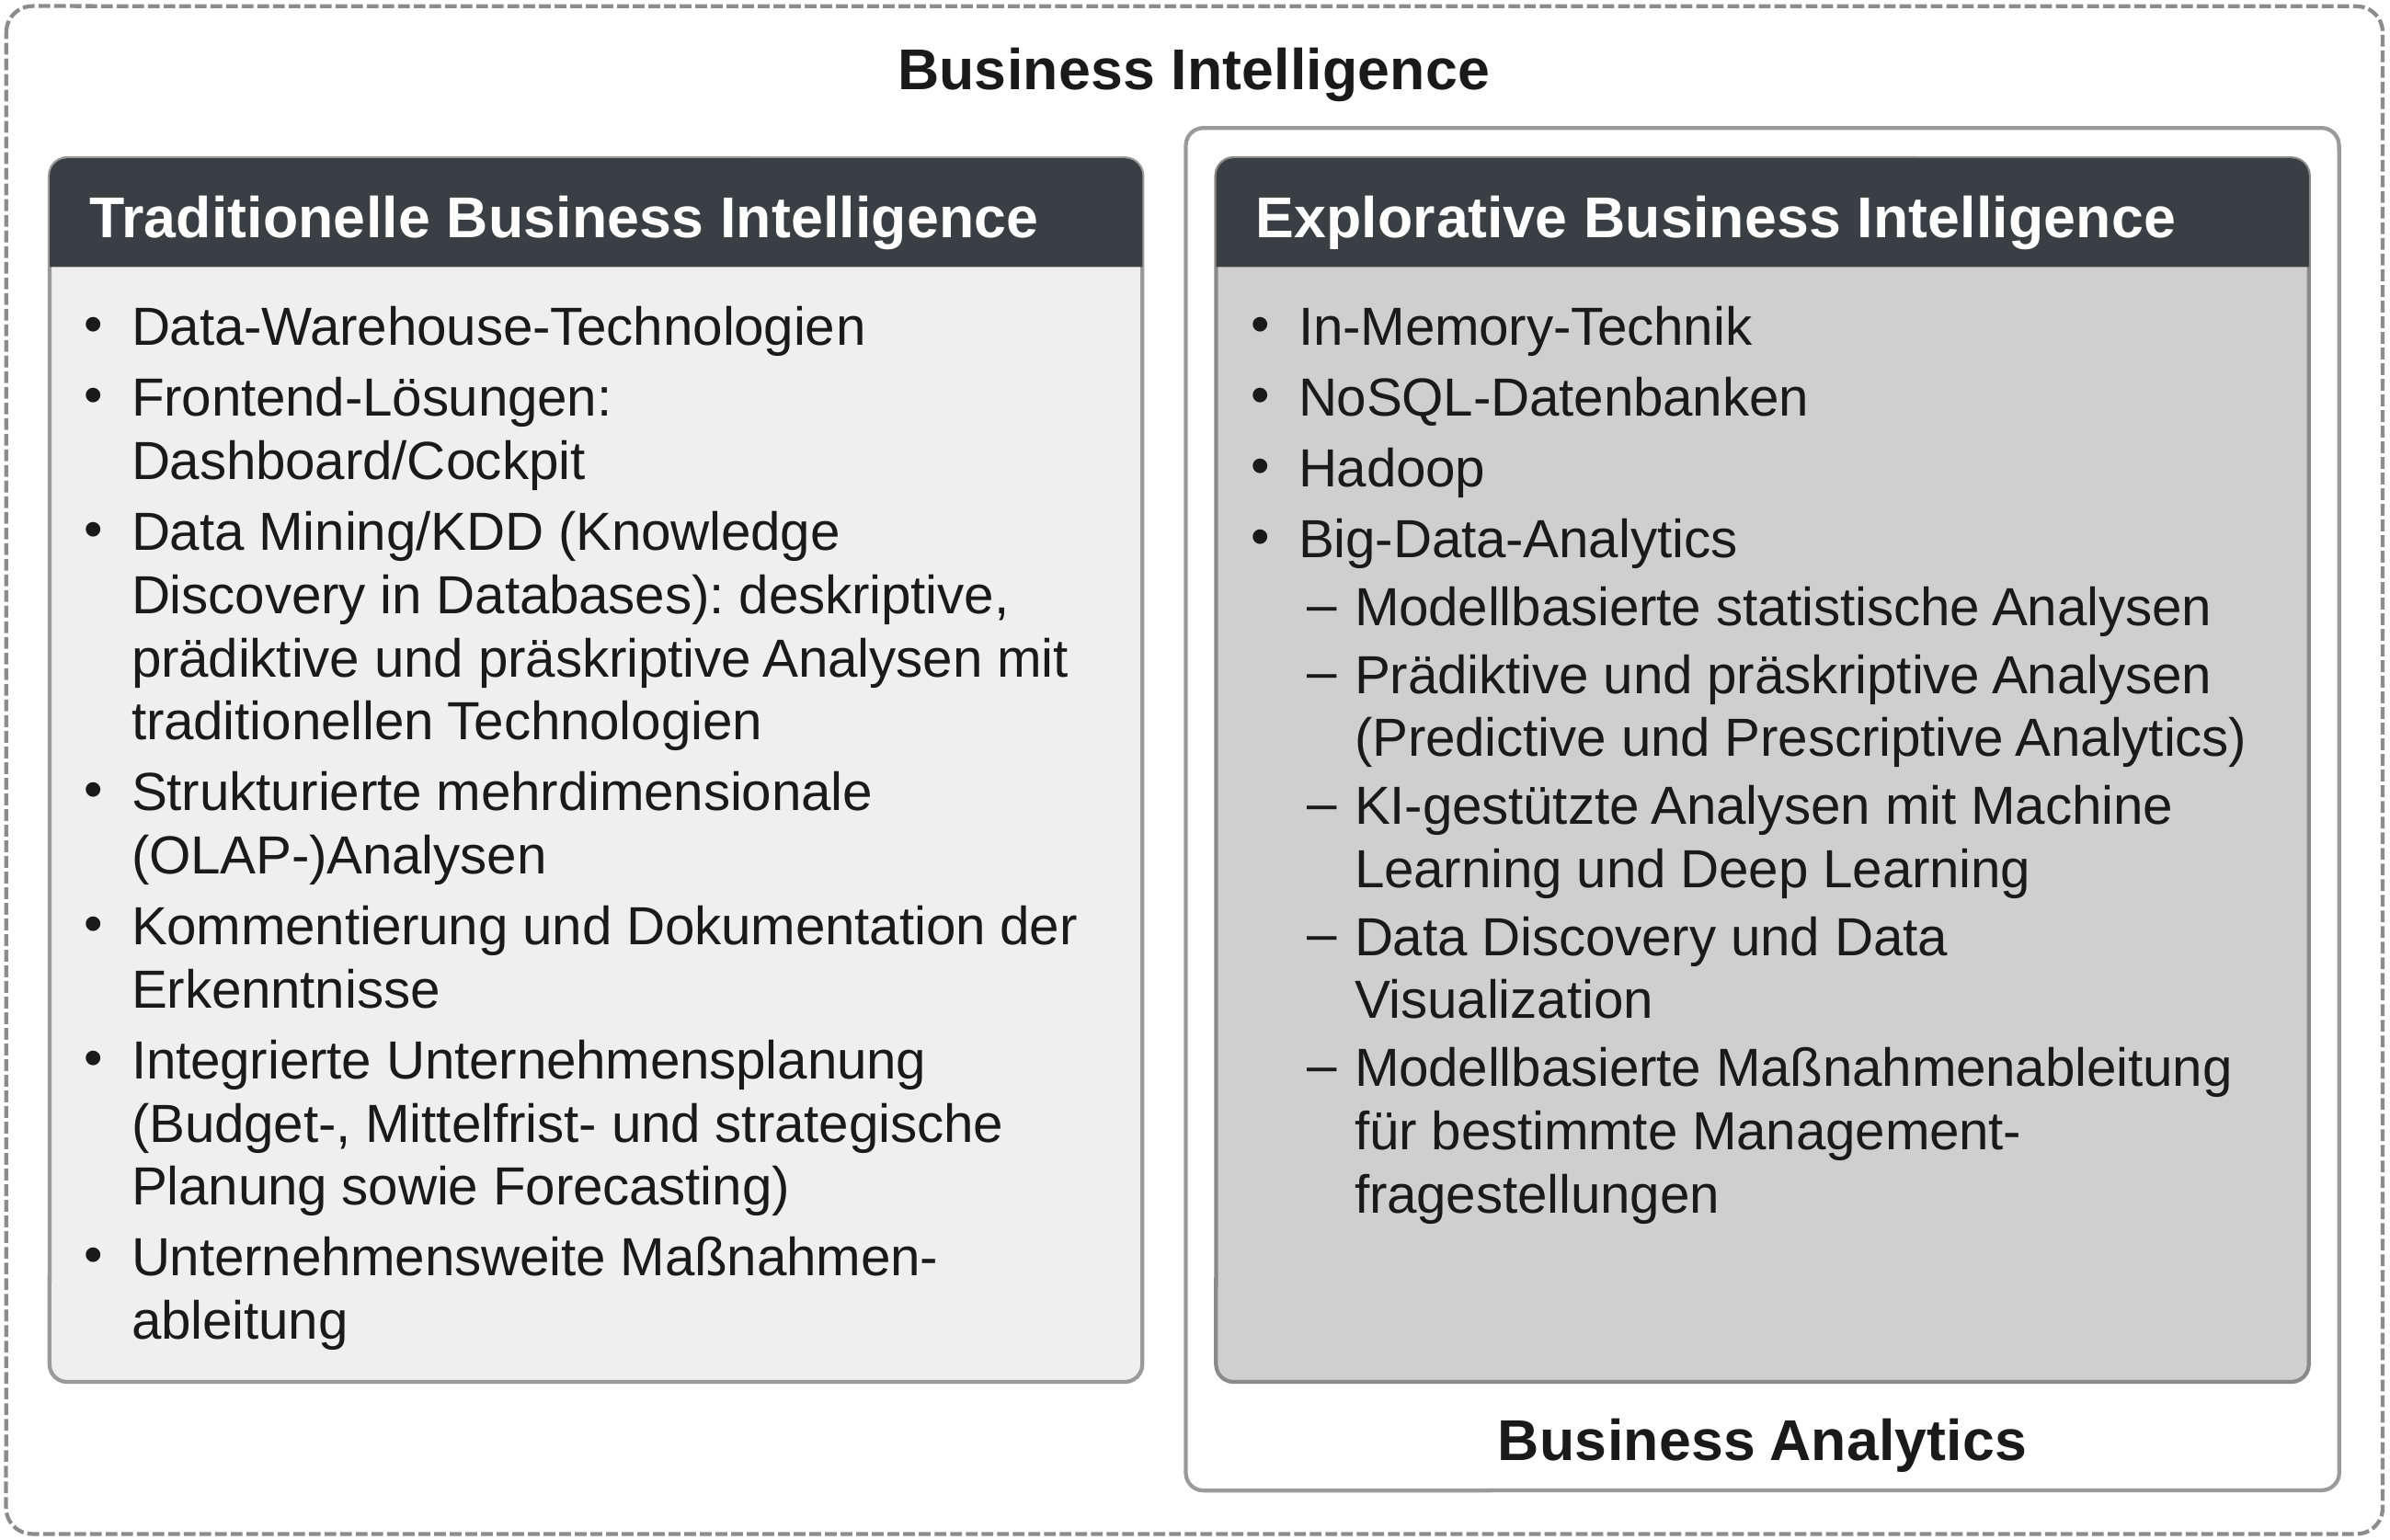 Business Intelligence
Traditionelle Business Intelligence
• Data-Warehouse-Technologien
• Frontend-Lösungen:
Dashboard/Cockpit
• Data Mining/KDD (Knowledge
Discovery in Databases): deskriptive,
prädiktive und präskriptive Analysen mit
traditionellen Technologien
• Strukturierte mehrdimensionale
(OLAP-)Analysen
• Kommentierung und Dokumentation der
Erkenntnisse
• Integrierte Unternehmensplanung
(Budget-, Mittelfrist- und strategische
Planung sowie Forecasting)
• Unternehmensweite Maßnahmen-
ableitung
Explorative Business Intelligence
• In-Memory-Technik
• NoSQL-Datenbanken
• Hadoop
• Big-Data-Analytics
– Modellbasierte statistische Analysen
– Prädiktive und präskriptive Analysen
(Predictive und Prescriptive Analytics)
– KI-gestützte Analysen mit Machine
Learning und Deep Learning
– Data Discovery und Data
Visualization
– Modellbasierte Maßnahmenableitung
für bestimmte Management-
fragestellungen
Business Analytics